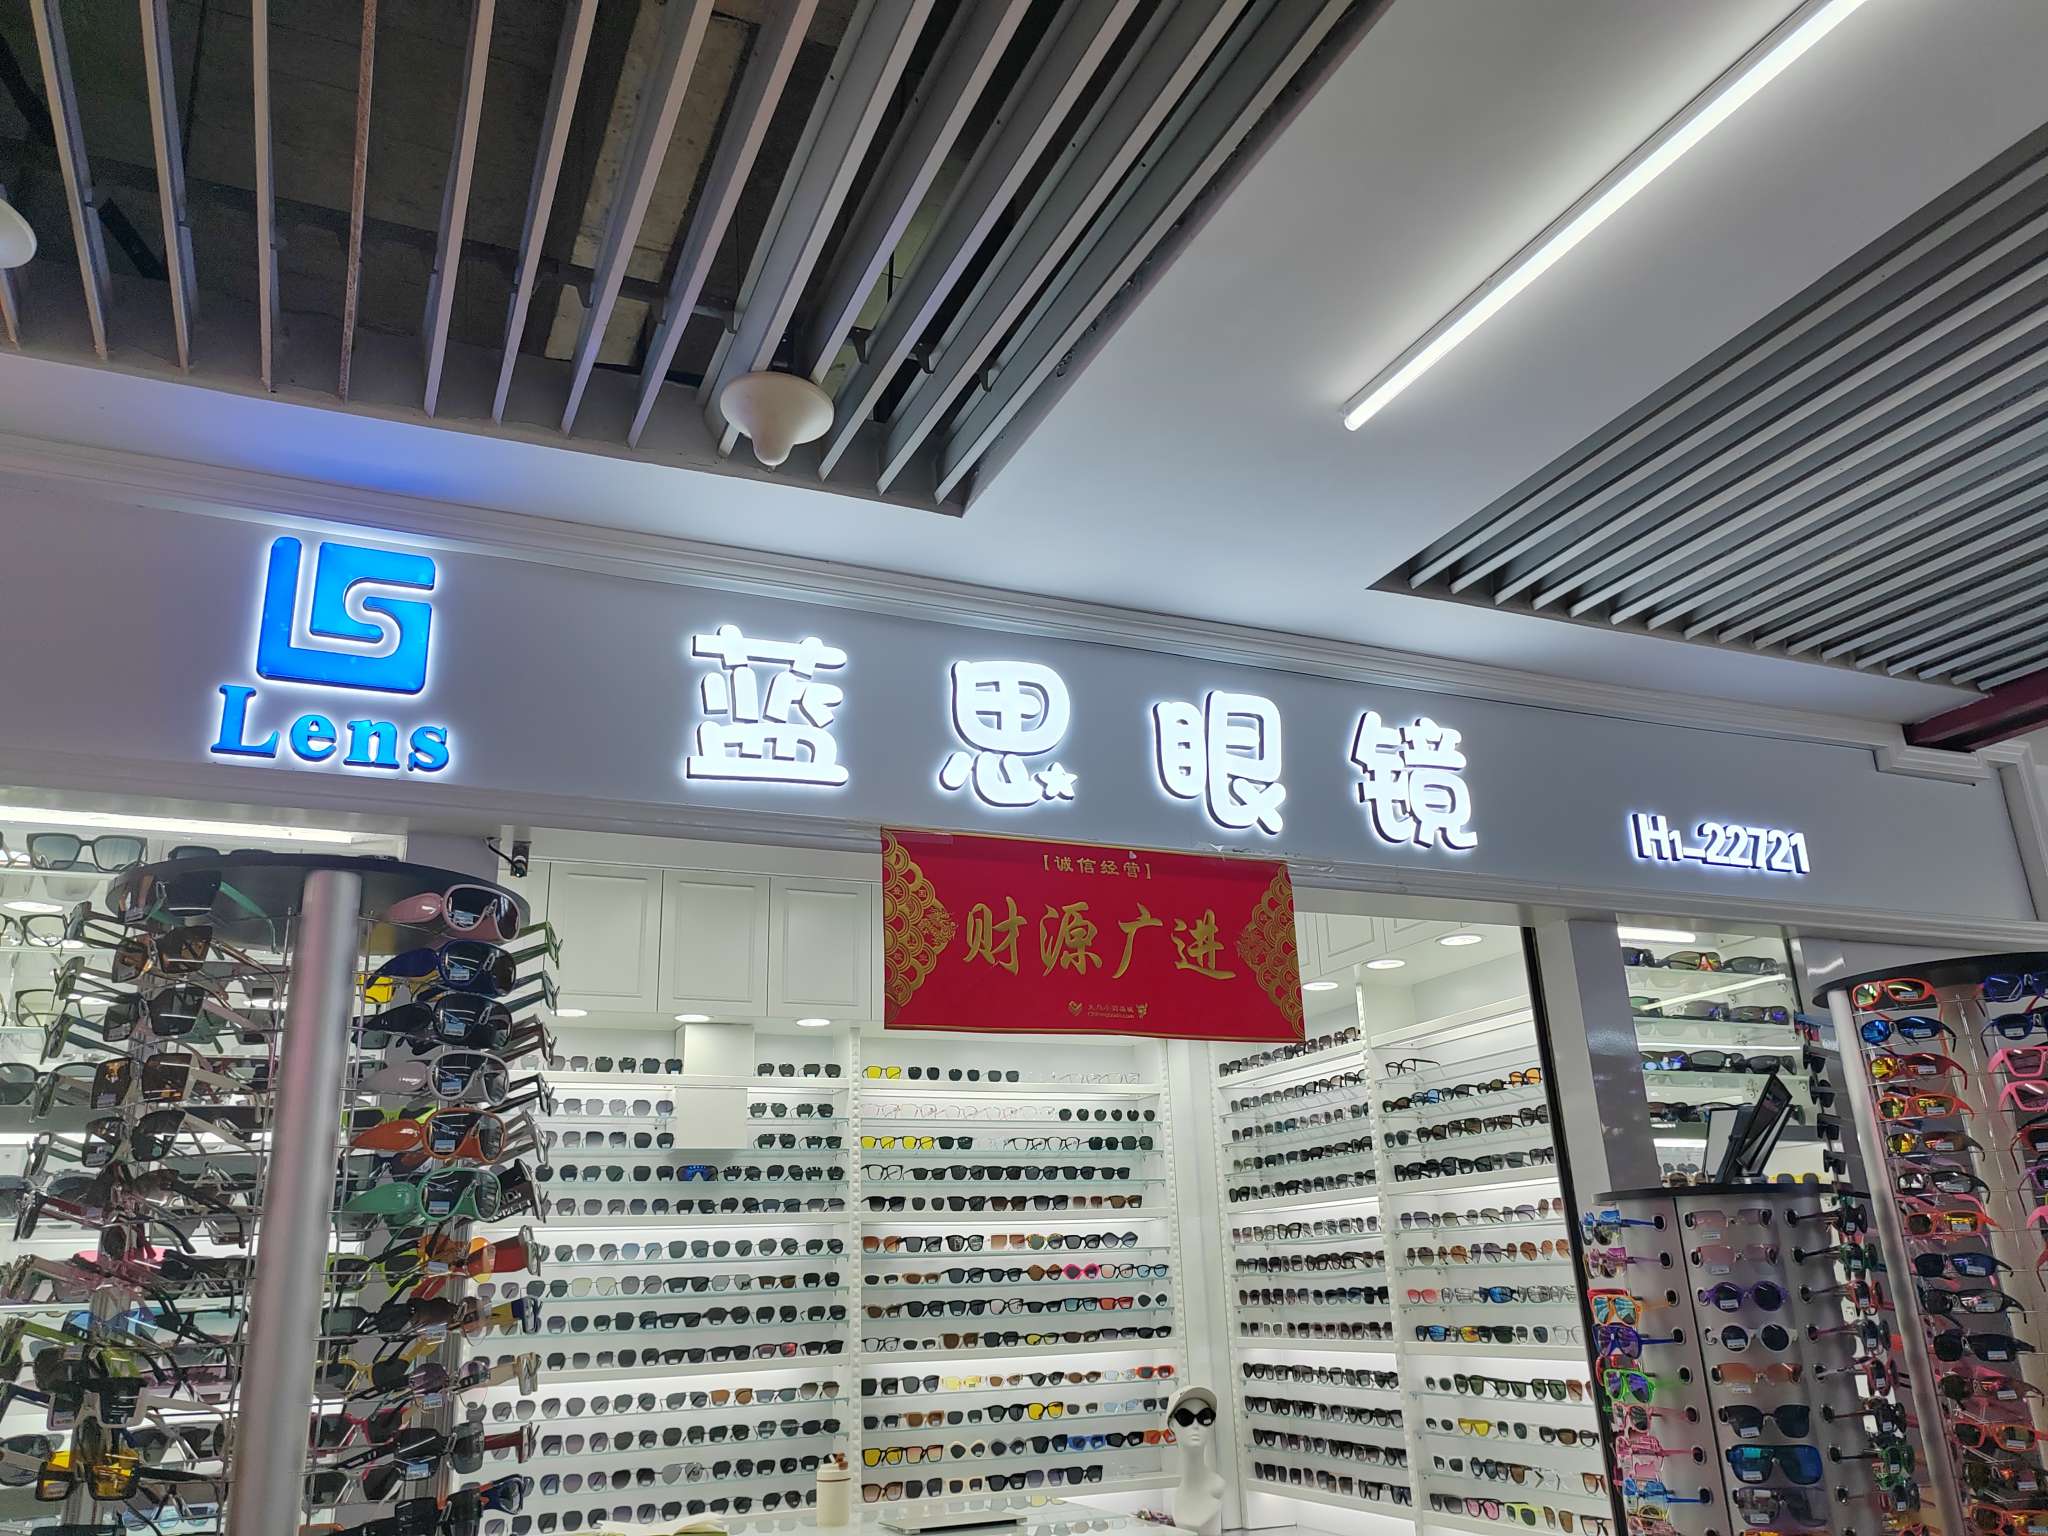 LS
Lens
蓝思眼镜
H1-22721
【诚信经营】
财源广进